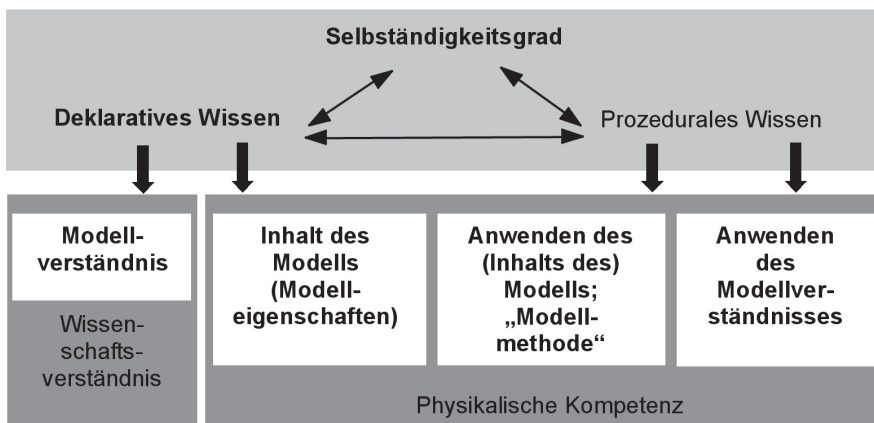 Selbständigkeitsgrad
Deklaratives Wissen
Prozedurales Wissen
Modell-
verständnis
Wissen-
schafts-
verständnis
Inhalt des
Modells
(Modell-
eigenschaften)
Anwenden des
(Inhalts des)
Modells;
„Modell-
methode“
Anwenden
des
Modellver-
ständnisses
Physikalische Kompetenz